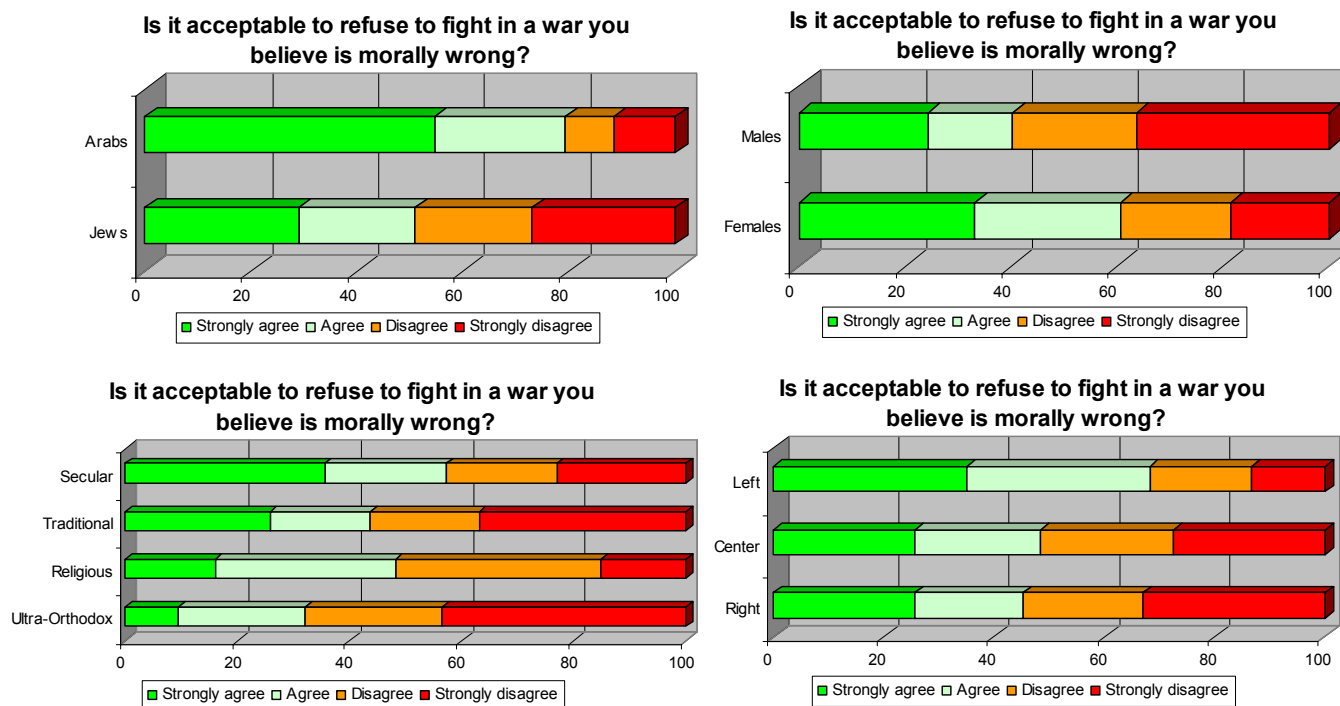 Is it acceptable to refuse to fight in a war you
believe is morally wrong?
Arabs
Jews
0 20 40 60 80 100
Strongly agree Agree Disagree Strongly disagree
Is it acceptable to refuse to fight in a war you
believe is morally wrong?
Males
Females
0 20 40 60 80 100
Strongly agree Agree Disagree Strongly disagree
Is it acceptable to refuse to fight in a war you
believe is morally wrong?
Secular
Traditional
Religious
Ultra-Orthodox
0 20 40 60 80 100
Strongly agree Agree Disagree Strongly disagree
Is it acceptable to refuse to fight in a war you
believe is morally wrong?
Left
Center
Right
0 20 40 60 80 100
Strongly agree Agree Disagree Strongly disagree